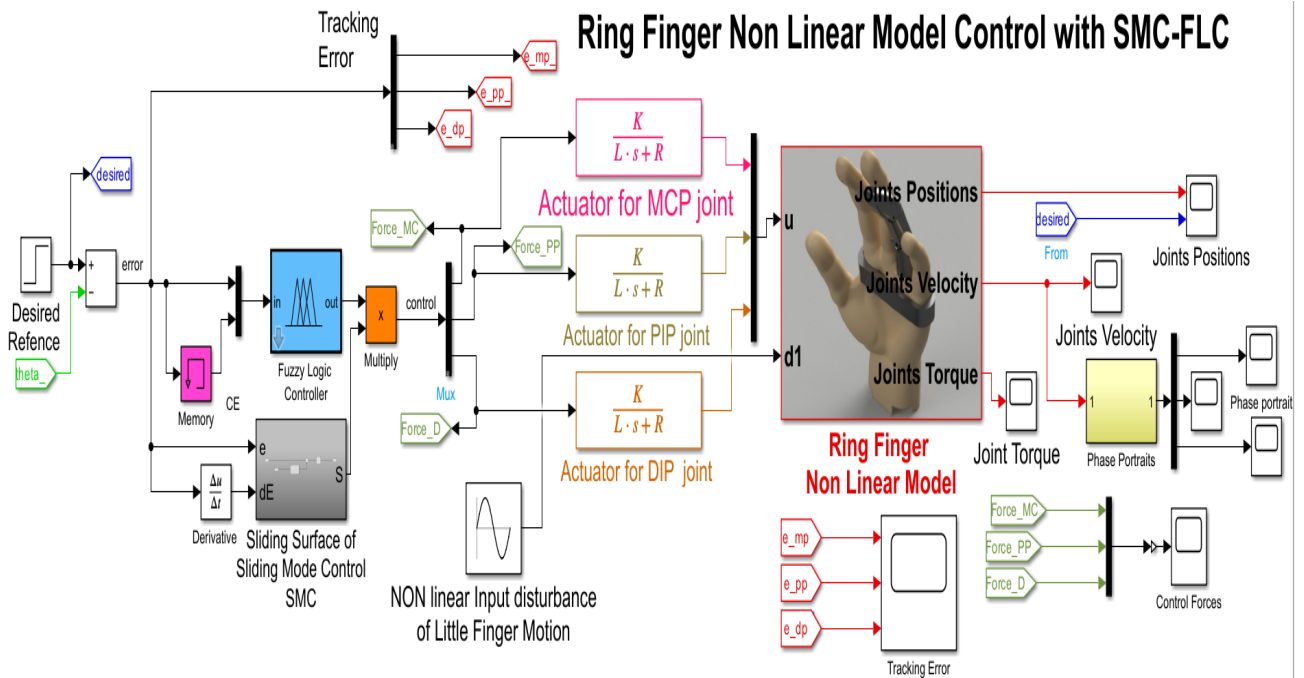 Ring Finger Non Linear Model Control with SMC-FLC
Tracking
Error
e_mp_
e_pp_
e_dp_
desired
Desired
Refence
theta_
+
−
error
Memory
CE
in
out
Fuzzy Logic
Controller
x
Multiply
control
Δu
Δt
Derivative
e
dE
S
Sliding Surface of
Sliding Mode Control
SMC
Mux
Force_MC
Force_PP
Force_D
K
L · s+R
Actuator for MCP joint
K
L · s+R
Actuator for PIP joint
K
L · s+R
Actuator for DIP joint
NON linear Input disturbance
of Little Finger Motion
u
d1
Joints Positions
Joints Velocity
Joints Torque
Ring Finger
Non Linear Model
desired
From
Joints Positions
Joints Velocity
Joint Torque
1
1
Phase Portraits
Phase portrait
e_mp
e_pp
e_dp
Tracking Error
Force_MC
Force_PP
Force_D
Control Forces